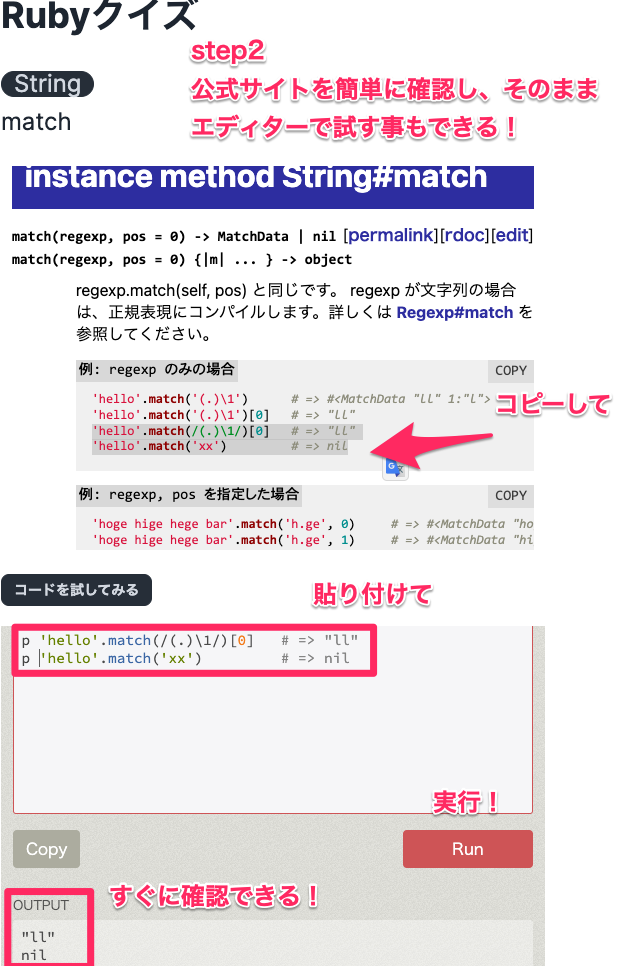 Rubyクイズ
step2
String
公式サイトを簡単に確認し、そのまま
match
エディターで試す事もできる！
instance method String#match
match(regexp, pos = 0) -> MatchData | nil [permalink][rdoc][edit]
match(regexp, pos = 0) {|m| ... } -> object
regexp.match(self, pos) と同じです。 regexp が文字列の場合
は、正規表現にコンパイルします。詳しくは Regexp#match を
参照してください。
例: regexp のみの場合
COPY
'hello'.match('(.)\1') # => #<MatchData "ll" 1:"l">
'hello'.match('(.)\1')[0] # => "ll"
コピーして
'hello'.match(/(.)\1/)[0] # => "ll"
'hello'.match('xx') # => nil
例: regexp, pos を指定した場合
COPY
'hoge hige hege bar'.match('h.ge', 0) # => #<MatchData "ho
'hoge hige hege bar'.match('h.ge', 1) # => #<MatchData "hi
コードを試してみる
貼り付けて
p 'hello'.match(/(.)\1/)[0] # => "ll"
p 'hello'.match('xx') # => nil
実行！
Copy
Run
すぐに確認できる！
OUTPUT
"ll"
nil